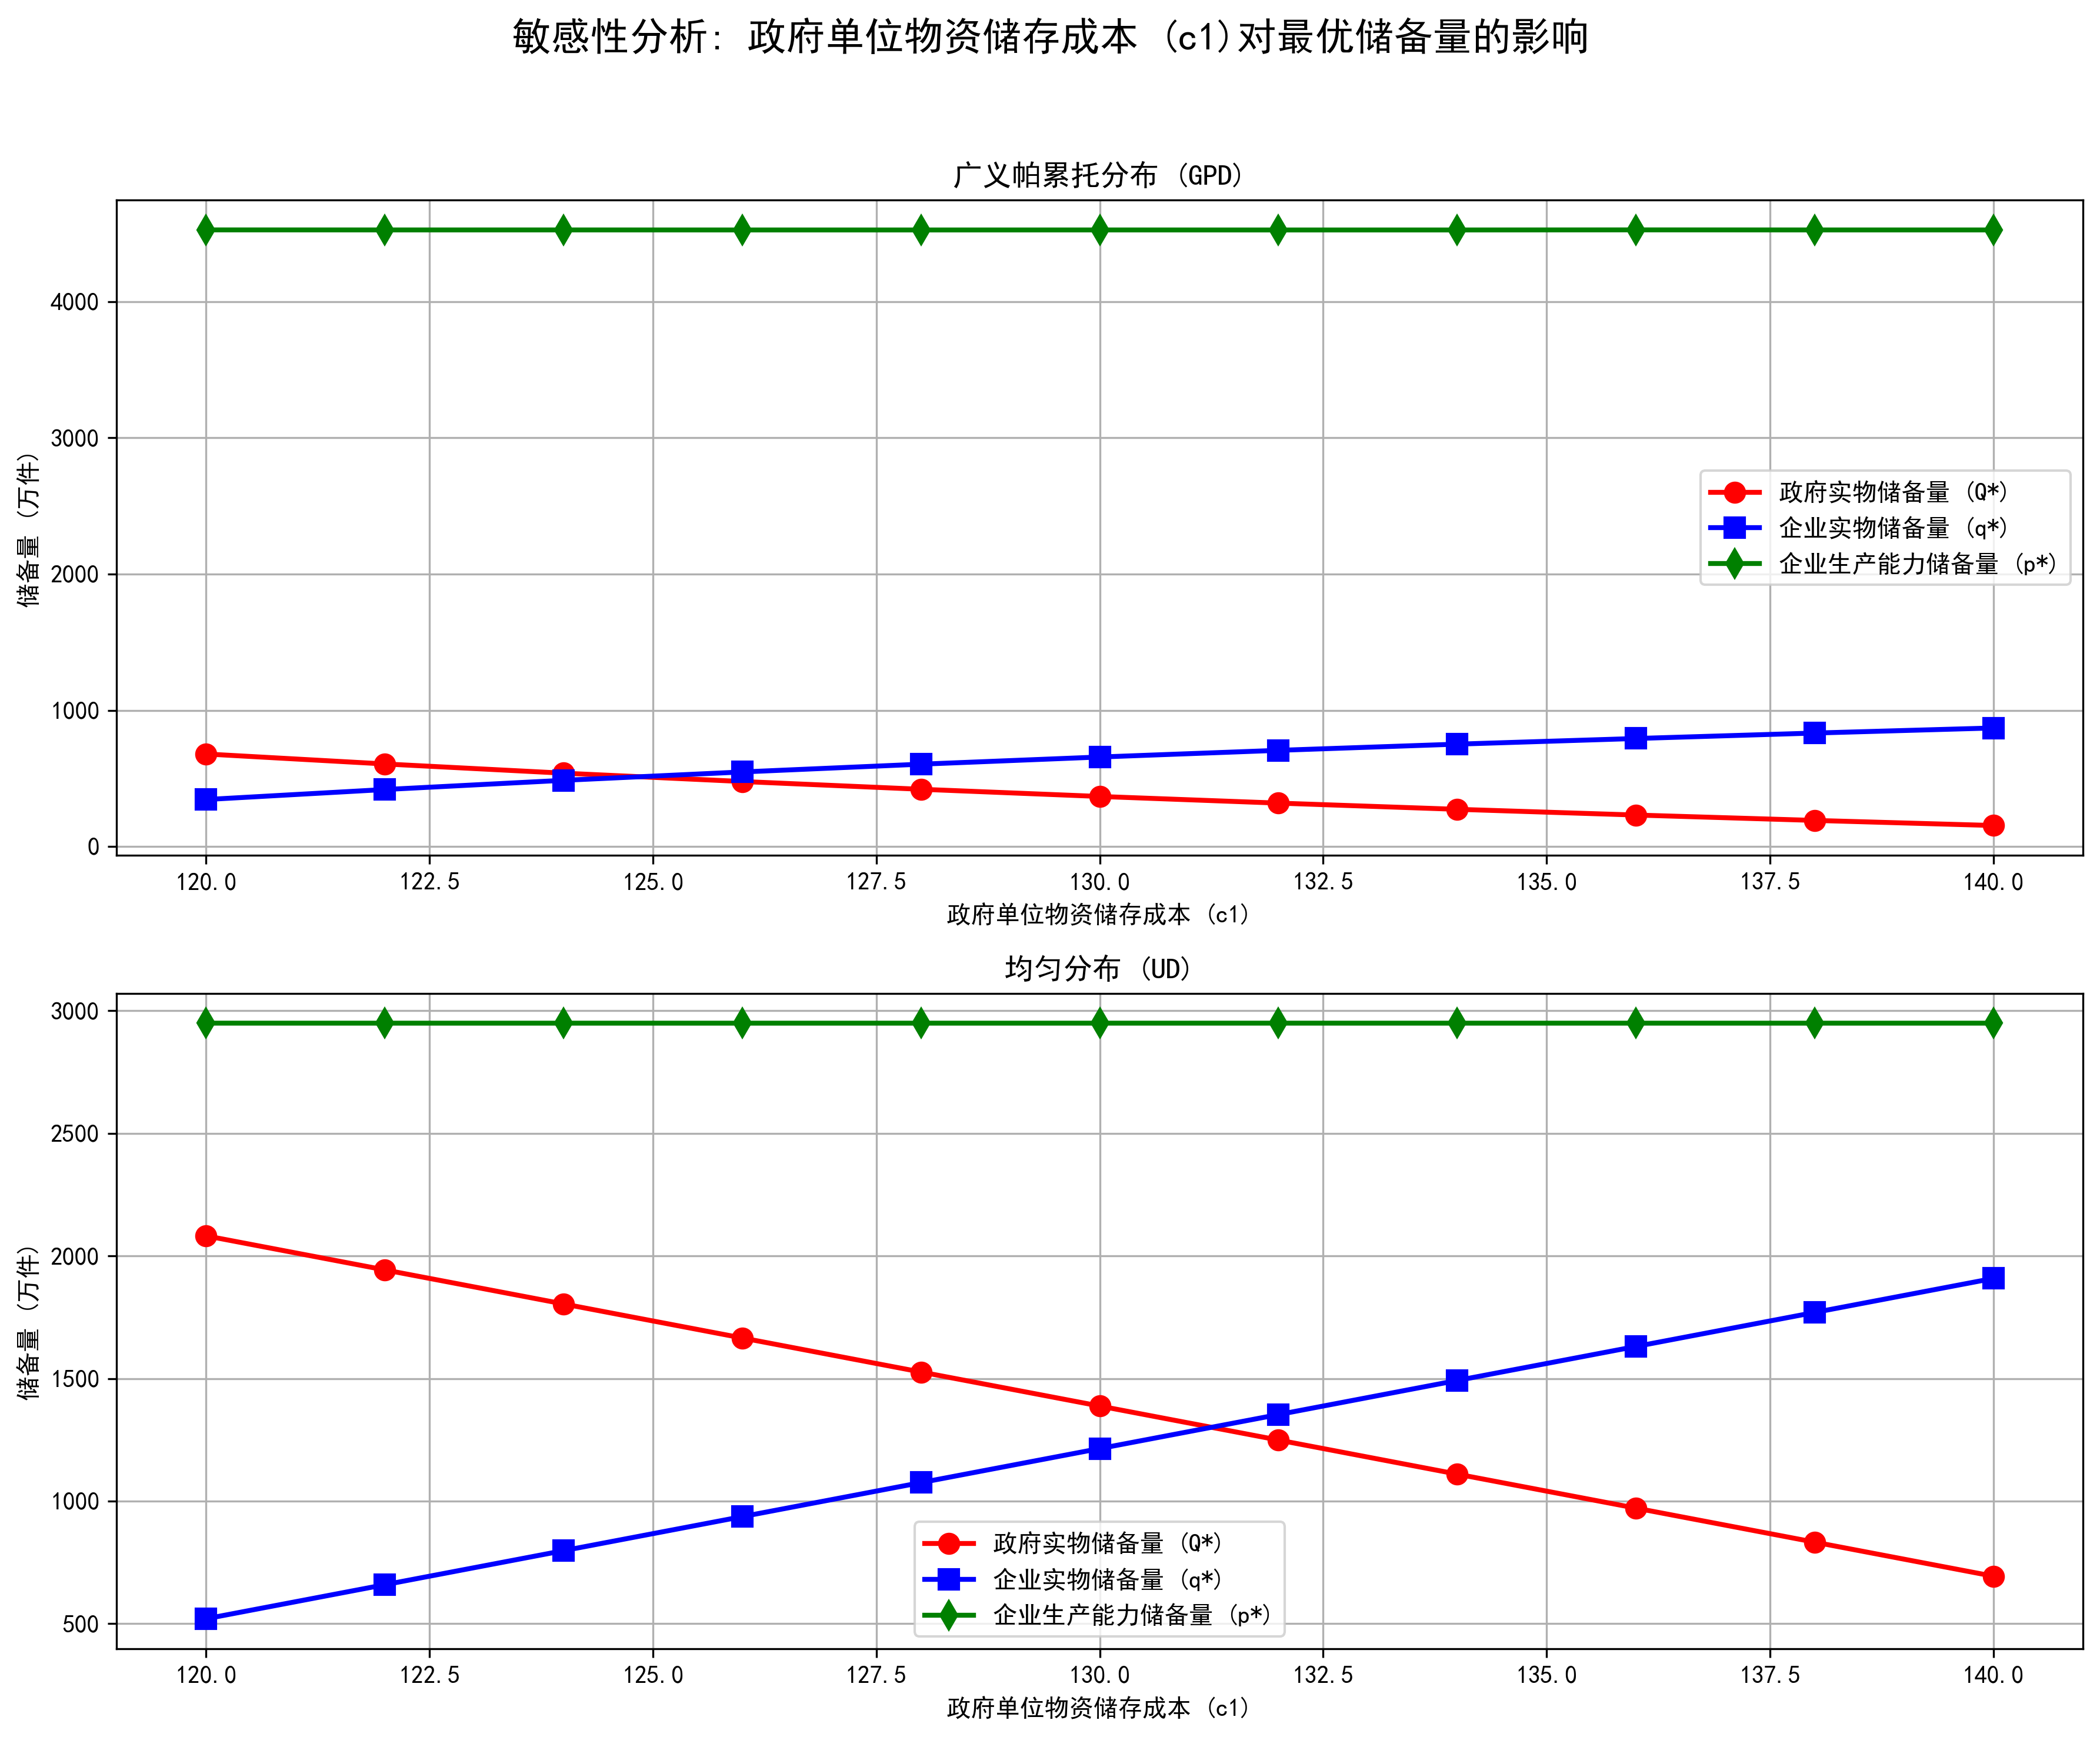 敏感性分析: 政府单位物资储存成本 (c1)对最优储备量的影响
广义帕累托分布 (GPD)
储备量 (万件)
4000
3000
2000
1000
0
政府实物储备量 (Q*)
企业实物储备量 (q*)
企业生产能力储备量 (p*)
120.0 122.5 125.0 127.5 130.0 132.5 135.0 137.5 140.0
政府单位物资储存成本 (c1)
均匀分布 (UD)
储备量 (万件)
3000
2500
2000
1500
1000
500
政府实物储备量 (Q*)
企业实物储备量 (q*)
企业生产能力储备量 (p*)
120.0 122.5 125.0 127.5 130.0 132.5 135.0 137.5 140.0
政府单位物资储存成本 (c1)